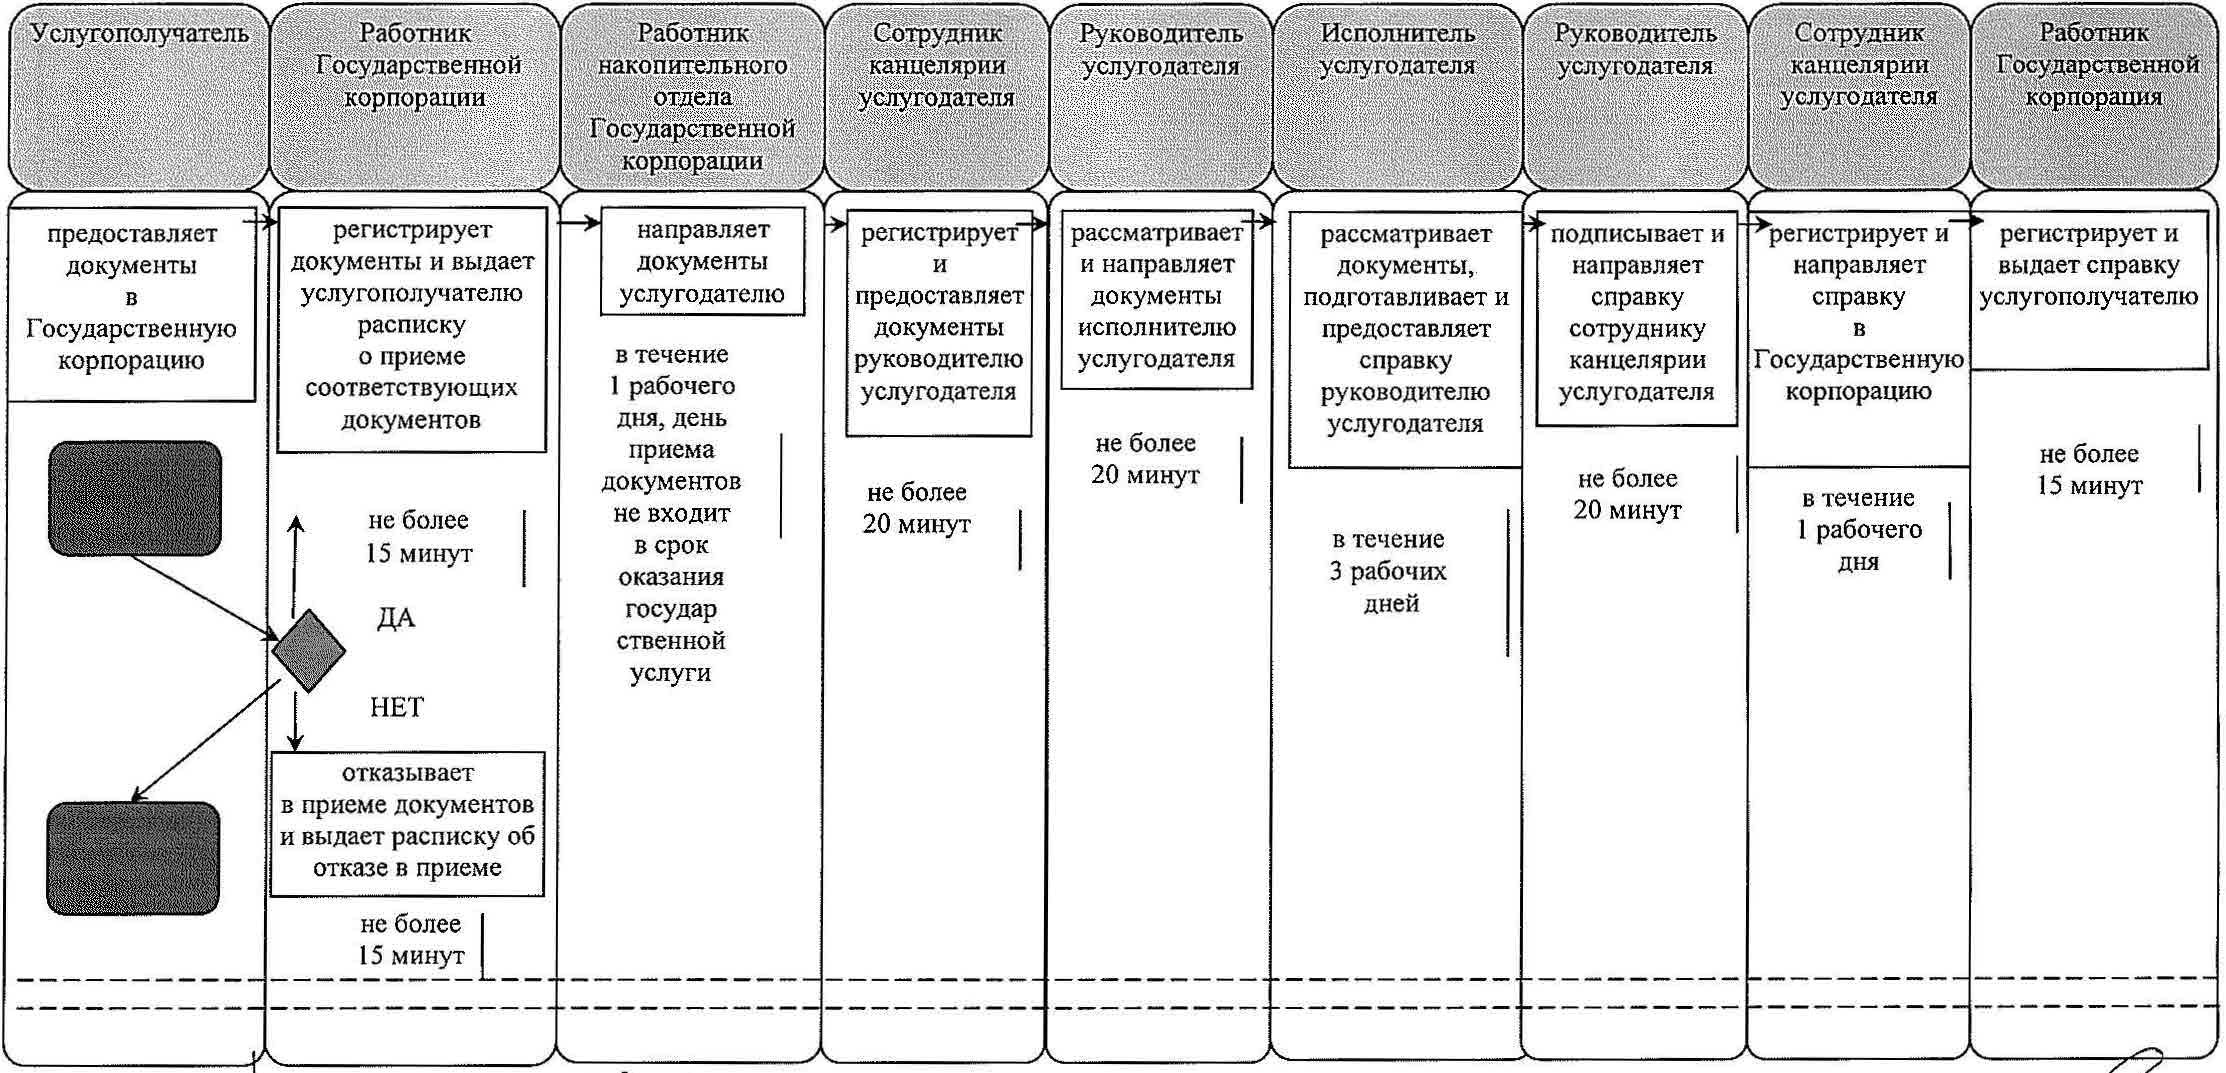 Услугополучатель
Работник
Государственной
корпорации
Работник
накопительного
отдела
Государственной
корпорации
Сотрудник
канцелярии
услугодателя
Руководитель
услугодателя
Исполнитель
услугодателя
Руководитель
услугодателя
Сотрудник
канцелярии
услугодателя
Работник
Государственной
корпорация
предоставляет
документы
в
Государственную
корпорацию
регистрирует
документы и выдает
услугополучателю
расписку
о приеме
соответствующих
документов
не более
15 минут
ДА
НЕТ
отказывает
в приеме документов
и выдает расписку об
отказе в приеме
не более
15 минут
направляет
документы
услугодателю
в течение
1 рабочего
дня, день
приема
документов
не входит
в срок
оказания
государ
ственной
услуги
регистрирует
и
предоставляет
документы
руководителю
услугодателя
не более
20 минут
рассматривает
и направляет
документы
исполнителю
услугодателя
не более
20 минут
рассматривает
документы,
подготавливает и
предоставляет
справку
руководителю
услугодателя
в течение
3 рабочих
дней
подписывает и
направляет
справку
сотруднику
канцелярии
услугодателя
не более
20 минут
регистрирует и
направляет
справку
в
Государственную
корпорацию
в течение
1 рабочего
дня
регистрирует и
выдает справку
услугополучателю
не более
15 минут